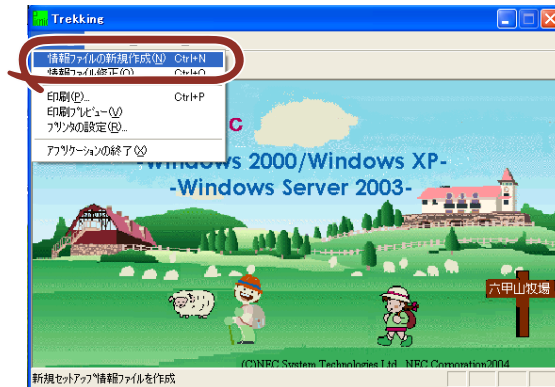 Trekking
情報ファイルの新規作成(N) Ctrl+N
情報ファイル修正(O) Ctrl+O
印刷(P)... Ctrl+P
印刷プレビュー(V)
プリンタの設定(R)...
アプリケーションの終了(X)
C
-Windows 2000/Windows XP-
-Windows Server 2003-
六甲山牧場
(C)NEC System Technologies Ltd., NEC Corporation2004
新規セットアップ情報ファイルを作成